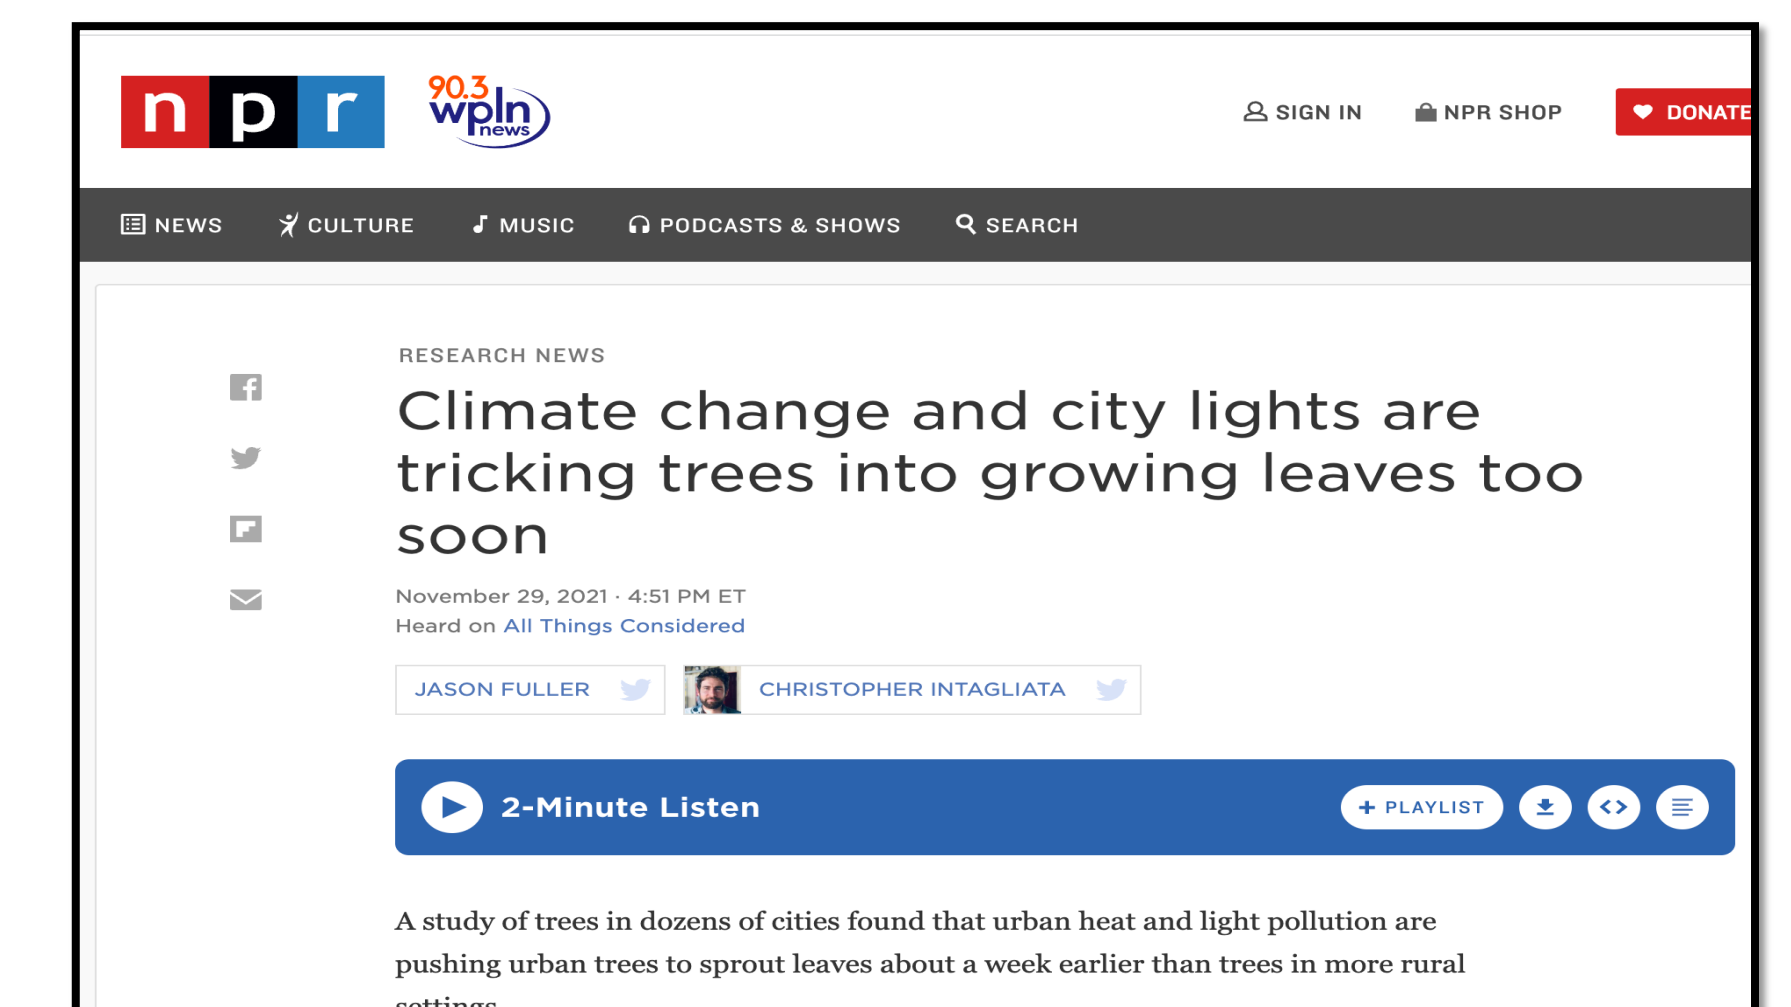 npr
90.3
wpln
news
SIGN IN
NPR SHOP
DONATE
NEWS
CULTURE
MUSIC
PODCASTS & SHOWS
SEARCH
RESEARCH NEWS
Climate change and city lights are
tricking trees into growing leaves too
soon
November 29, 2021 · 4:51 PM ET
Heard on All Things Considered
JASON FULLER
CHRISTOPHER INTAGLIATA
2-Minute Listen
+ PLAYLIST
A study of trees in dozens of cities found that urban heat and light pollution are
pushing urban trees to sprout leaves about a week earlier than trees in more rural
settings